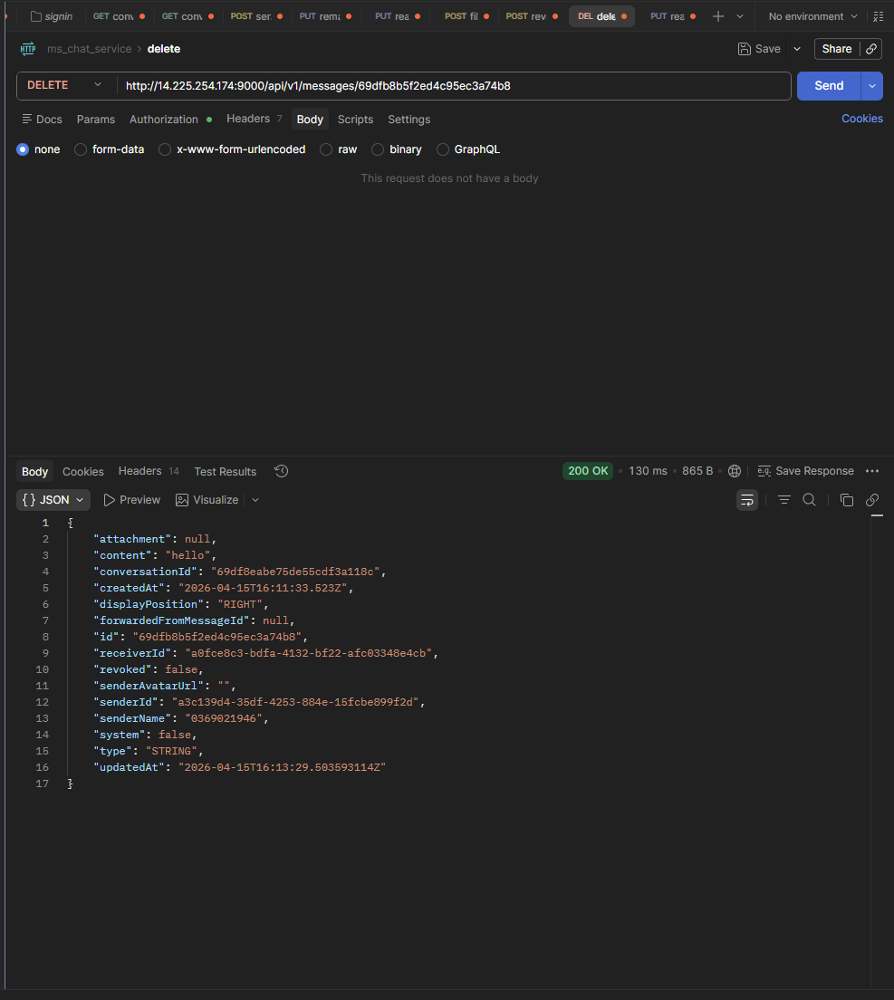 signin GET conv GET conv POST ser. PUT rema PUT rea POST fil POST rev. DEL dele PUT rea No environment
HTTP ms_chat_service > delete Save Share
DELETE http://14.225.254.174:9000/api/v1/messages/69dfb8b5f2ed4c95ec3a74b8 Send
Docs Params Authorization Headers 7 Body Scripts Settings Cookies
none form-data x-www-form-urlencoded raw binary GraphQL
This request does not have a body
Body Cookies Headers 14 Test Results 200 OK • 130 ms • 865 B • e.g. Save Response
{} JSON Preview Visualize
1 {
2 "attachment": null,
3 "content": "hello",
4 "conversationId": "69df8eabe75de55cdf3a118c",
5 "createdAt": "2026-04-15T16:11:33.523Z",
6 "displayPosition": "RIGHT",
7 "forwardedFromMessageId": null,
8 "id": "69dfb8b5f2ed4c95ec3a74b8",
9 "receiverId": "a0fce8c3-bdfa-4132-bf22-afc03348e4cb",
10 "revoked": false,
11 "senderAvatarUrl": "",
12 "senderId": "a3c139d4-35df-4253-884e-15fcbe899f2d",
13 "senderName": "0369021946",
14 "system": false,
15 "type": "STRING",
16 "updatedAt": "2026-04-15T16:13:29.503593114Z"
17 }